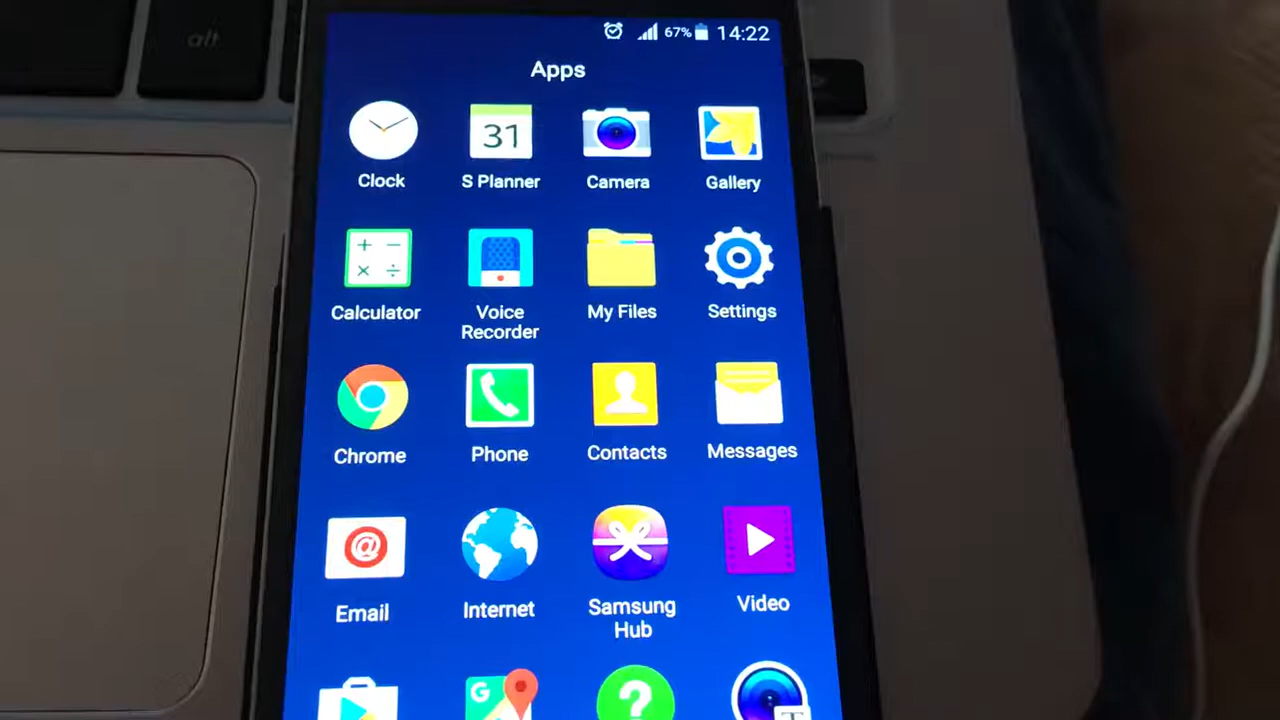 alt
67% 14:22
Apps
31
Clock S Planner Camera Gallery
+ −
× ÷
Calculator Voice Recorder My Files Settings
Chrome Phone Contacts Messages
@
Email Internet Samsung Hub Video
G ? T